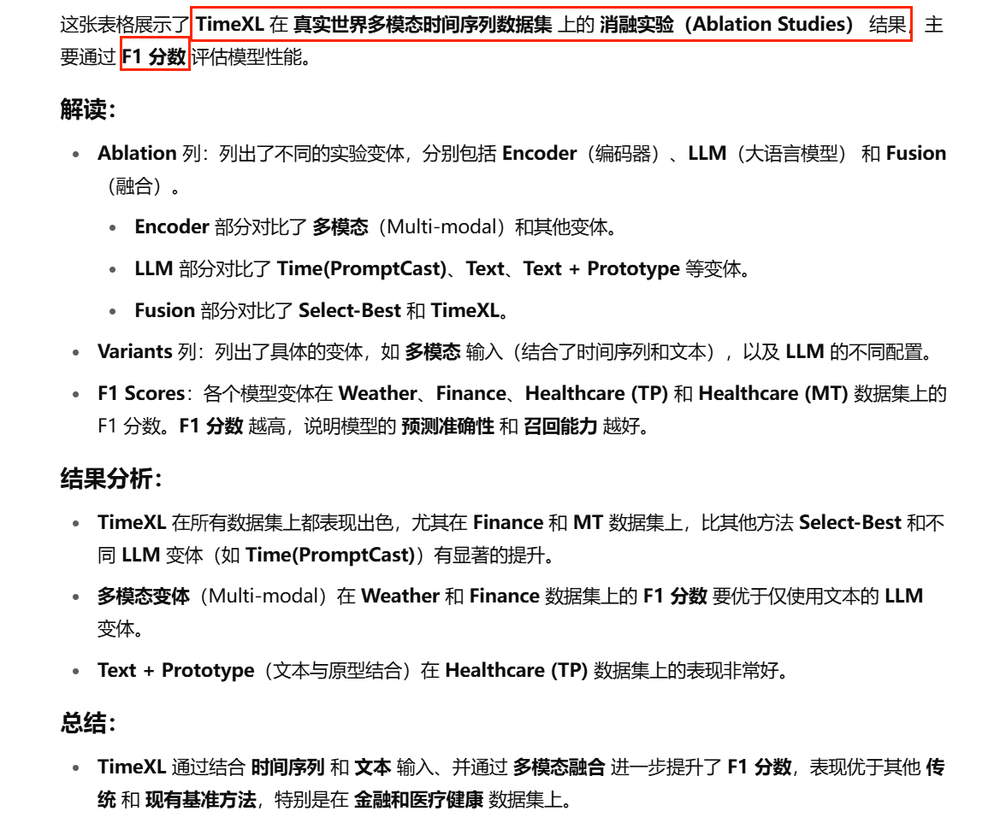 这张表格展示了 TimeXL 在 真实世界多模态时间序列数据集 上的 消融实验（Ablation Studies） 结果，主
要通过 F1 分数 评估模型性能。
解读：
• Ablation 列：列出了不同的实验变体，分别包括 Encoder（编码器）、LLM（大语言模型） 和 Fusion
（融合）。
• Encoder 部分对比了 多模态（Multi-modal）和其他变体。
• LLM 部分对比了 Time(PromptCast)、Text、Text + Prototype 等变体。
• Fusion 部分对比了 Select-Best 和 TimeXL。
• Variants 列：列出了具体的变体，如 多模态 输入（结合了时间序列和文本），以及 LLM 的不同配置。
• F1 Scores：各个模型变体在 Weather、Finance、Healthcare (TP) 和 Healthcare (MT) 数据集上的
F1 分数。F1 分数 越高，说明模型的 预测准确性 和 召回能力 越好。
结果分析：
• TimeXL 在所有数据集上都表现出色，尤其在 Finance 和 MT 数据集上，比其他方法 Select-Best 和不
同 LLM 变体（如 Time(PromptCast)）有显著的提升。
• 多模态变体（Multi-modal）在 Weather 和 Finance 数据集上的 F1 分数 要优于仅使用文本的 LLM
变体。
• Text + Prototype（文本与原型结合）在 Healthcare (TP) 数据集上的表现非常好。
总结：
• TimeXL 通过结合 时间序列 和 文本 输入、并通过 多模态融合 进一步提升了 F1 分数，表现优于其他 传
统 和 现有基准方法，特别是在 金融和医疗健康 数据集上。